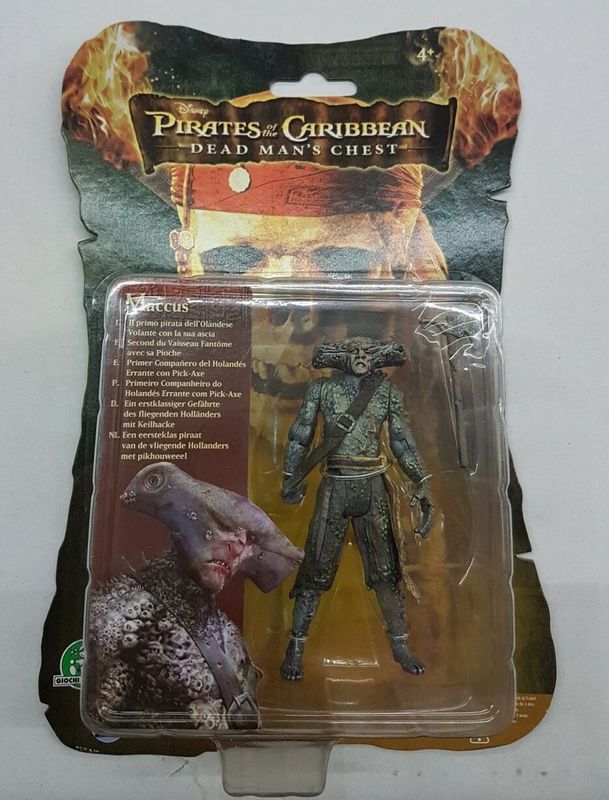 4+
Disney
PIRATES of the CARIBBEAN
DEAD MAN'S CHEST
Maccus
I. Il primo pirata dell'Olandese
Volante con la sua ascia
F. Second du Vaisseau Fantôme
avec sa Pioche
E. Primer Compañero del Holandés
Errante con Pick-Axe
P. Primeiro Companheiro do
Holandés Errante com Pick-Axe
D. Ein erstklassiger Gefährte
des fliegenden Holländers
mit Keilhacke
NL. Een eersteklas piraat
van de vliegende Hollanders
met pikhouweel
GIOCHI